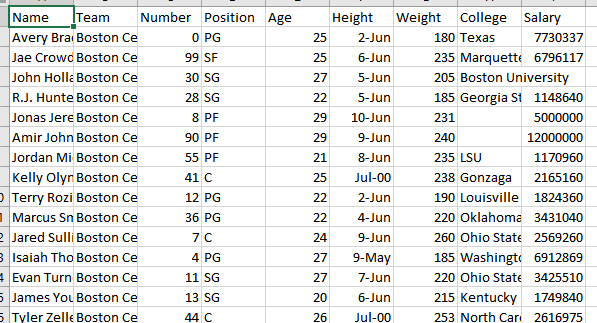 Name Team Number Position Age Height Weight College Salary
Avery Bra Boston Ce 0 PG 25 2-Jun 180 Texas 7730337
Jae Crowd Boston Ce 99 SF 25 6-Jun 235 Marquette 6796117
John Holla Boston Ce 30 SG 27 5-Jun 205 Boston University
R.J. Hunte Boston Ce 28 SG 22 5-Jun 185 Georgia St 1148640
Jonas Jere Boston Ce 8 PF 29 10-Jun 231 5000000
Amir John Boston Ce 90 PF 29 9-Jun 240 12000000
Jordan Mi Boston Ce 55 PF 21 8-Jun 235 LSU 1170960
Kelly Olyn Boston Ce 41 C 25 Jul-00 238 Gonzaga 2165160
Terry Rozi Boston Ce 12 PG 22 2-Jun 190 Louisville 1824360
Marcus Sn Boston Ce 36 PG 22 4-Jun 220 Oklahoma 3431040
Jared Sulli Boston Ce 7 C 24 9-Jun 260 Ohio State 2569260
Isaiah Tho Boston Ce 4 PG 27 9-May 185 Washingto 6912869
Evan Turn Boston Ce 11 SG 27 7-Jun 220 Ohio State 3425510
James You Boston Ce 13 SG 20 6-Jun 215 Kentucky 1749840
Tyler Zelle Boston Ce 44 C 26 Jul-00 253 North Car 2616975